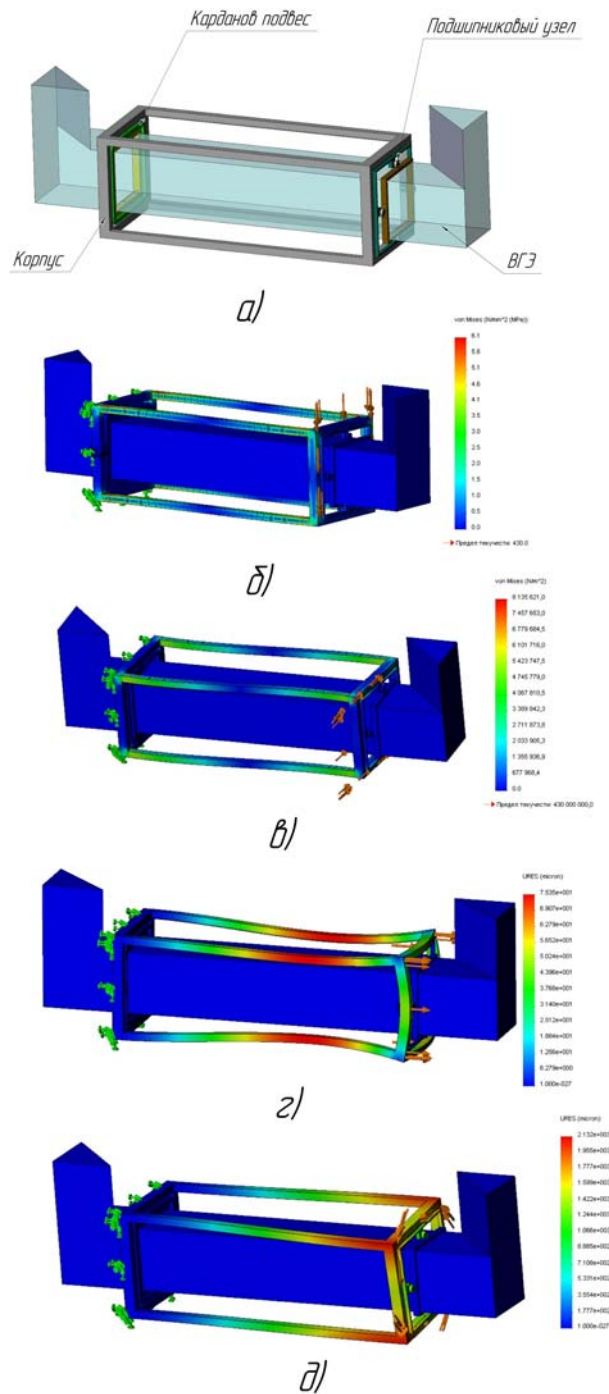 Карданов подвес
Подшипниковый узел
Корпус
ВГЭ
а)
von Mises (N/mm^2 (MPa))
6.1
5.6
5.1
4.6
3.5
3.0
2.5
2.0
1.5
1.0
0.5
0.0
Предел текучести: 430.0
б)
von Mises (N/m^2)
8 135 621,0
7 457 653,0
6 779 684,5
6 101 716,0
5 423 747,5
4 745 779,0
4 067 810,5
3 389 842,3
2 711 873,8
2 033 905,3
1 355 936,9
677 968,4
0.0
Предел текучести: 430 000 000,0
в)
URES (micron)
7.535e+001
6.907e+001
6.279e+001
5.652e+001
5.024e+001
4.396e+001
3.768e+001
3.140e+001
2.512e+001
1.884e+001
1.256e+001
6.279e+000
1.000e-027
г)
URES (micron)
2.132e+003
1.955e+003
1.777e+003
1.599e+003
1.422e+003
1.244e+003
1.066e+003
8.885e+002
7.108e+002
5.331e+002
3.554e+002
1.777e+002
1.000e-027
д)